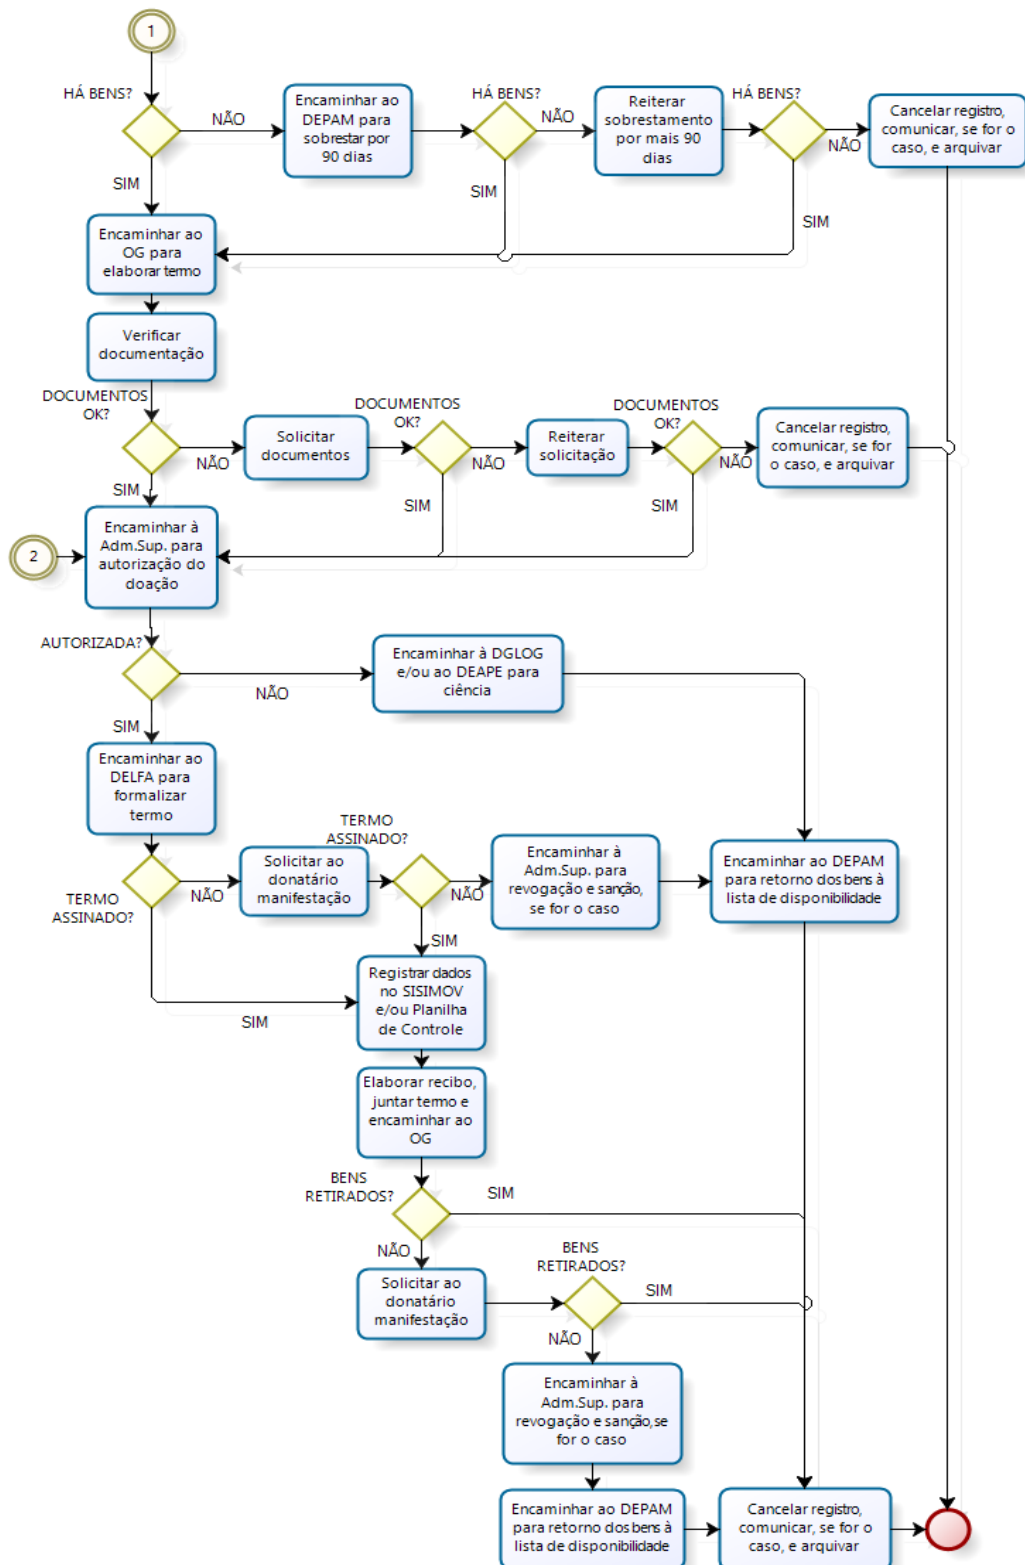 1
HÁ BENS?
NÃO
Encaminhar ao
DEPAM para
sobrestar por
90 dias
HÁ BENS?
NÃO
Reiterar
sobrestamento
por mais 90
dias
HÁ BENS?
NÃO
Cancelar registro,
comunicar, se for o
caso, e arquivar
SIM
SIM
SIM
Encaminhar ao
OG para
elaborar termo
Verificar
documentação
DOCUMENTOS
OK?
NÃO
Solicitar
documentos
DOCUMENTOS
OK?
NÃO
Reiterar
solicitação
DOCUMENTOS
OK?
NÃO
Cancelar registro,
comunicar, se for
o caso, e arquivar
SIM
SIM
SIM
2
Encaminhar à
Adm.Sup. para
autorização do
doação
AUTORIZADA?
NÃO
Encaminhar à DGLOG
e/ou ao DEAPE para
ciência
SIM
Encaminhar ao
DELFA para
formalizar
termo
TERMO
ASSINADO?
NÃO
Solicitar ao
donatário
manifestação
TERMO
ASSINADO?
NÃO
Encaminhar à
Adm.Sup. para
revogação e sanção,
se for o caso
Encaminhar ao DEPAM
para retorno dos bens à
lista de disponibilidade
SIM
SIM
Registrar dados
no SISIMOV
e/ou Planilha
de Controle
Elaborar recibo,
juntar termo e
encaminhar ao
OG
BENS
RETIRADOS?
SIM
NÃO
Solicitar ao
donatário
manifestação
BENS
RETIRADOS?
SIM
NÃO
Encaminhar à
Adm.Sup. para
revogação e sanção,se
for o caso
Encaminhar ao DEPAM
para retorno dos bens à
lista de disponibilidade
Cancelar registro,
comunicar, se for o
caso, e arquivar